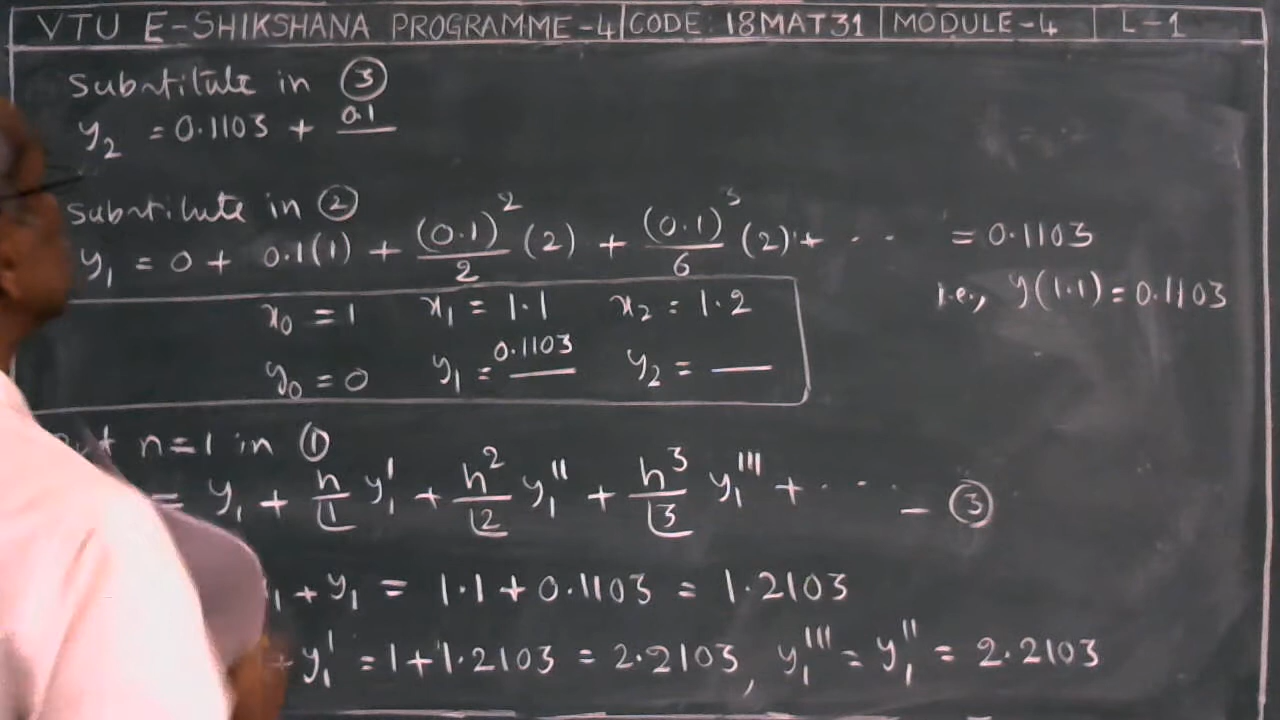 VTU E-SHIKSHANA PROGRAMME-4 | CODE: 18MAT31 | MODULE-4 | L-1
Substitute in ③
y₂ = 0.1103 + 0.1/
Substitute in ②
y₁ = 0 + 0.1(1) + (0.1)²/2 (2) + (0.1)³/6 (2) + ... = 0.1103
i.e., y(1.1) = 0.1103
x₀ = 1 x₁ = 1.1 x₂ = 1.2
y₀ = 0 y₁ = 0.1103 y₂ = —
n=1 in ①
= y₁ + h/⌊1 y₁' + h²/⌊2 y₁'' + h³/⌊3 y₁''' + ... – ③
₁ + y₁ = 1.1 + 0.1103 = 1.2103
+ y₁' = 1 + 1.2103 = 2.2103, y₁''' = y₁'' = 2.2103